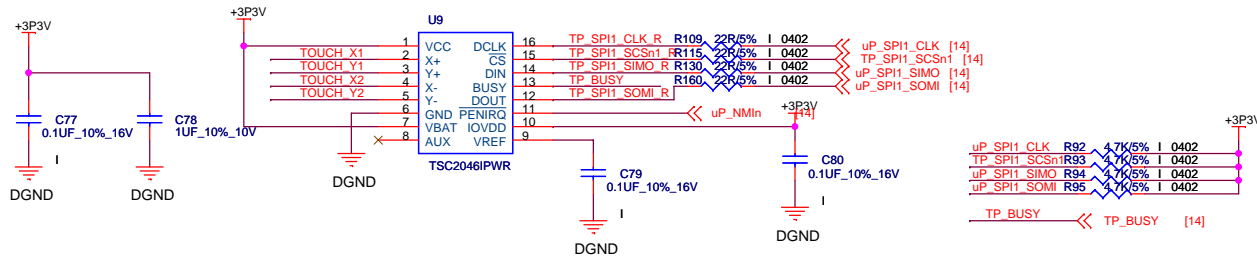 +3P3V
C77
0.1UF_10%_16V
I
DGND
C78
1UF_10%_10V
DGND
+3P3V
U9
TOUCH_X1
TOUCH_Y1
TOUCH_X2
TOUCH_Y2
1 VCC DCLK 16
2 X+ CS 15
3 Y+ DIN 14
4 X- BUSY 13
5 Y- DOUT 12
6 GND PENIRQ 11
7 VBAT IOVDD 10
8 AUX VREF 9
TSC2046IPWR
DGND
TP_SPI1_CLK_R R109 22R/5% I 0402 uP_SPI1_CLK [14]
TP_SPI1_SCSn1_R R115 22R/5% I 0402 TP_SPI1_SCSn1 [14]
TP_SPI1_SIMO_R R130 22R/5% I 0402 uP_SPI1_SIMO [14]
TP_BUSY R160 22R/5% I 0402 uP_SPI1_SOMI [14]
TP_SPI1_SOMI_R
uP_NMIn [14]
+3P3V
C79
0.1UF_10%_16V
I
DGND
C80
0.1UF_10%_16V
I
DGND
+3P3V
uP_SPI1_CLK R92 4.7K/5% I 0402
TP_SPI1_SCSn1 R93 4.7K/5% I 0402
uP_SPI1_SIMO R94 4.7K/5% I 0402
uP_SPI1_SOMI R95 4.7K/5% I 0402
TP_BUSY TP_BUSY [14]